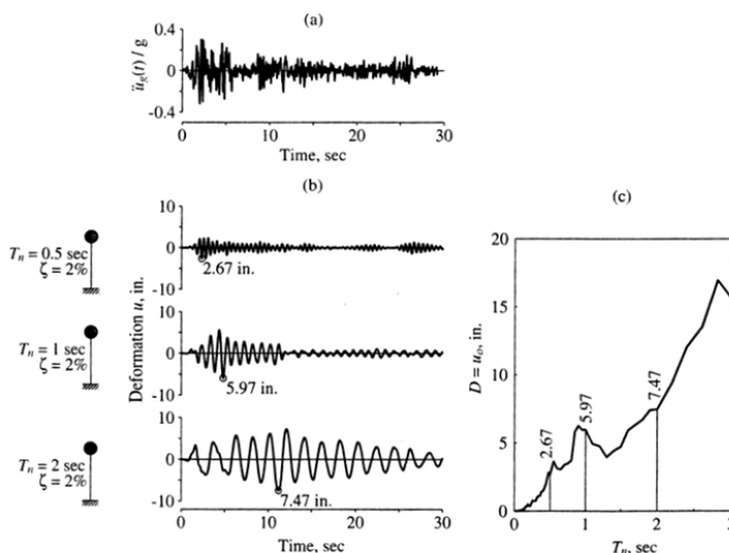 (a)
ü_g(t) / g
0.4
0
-0.4
0 10 20 30
Time, sec
(b)
Deformation u, in.
T_n = 0.5 sec
ζ = 2%
10
0
-10
2.67 in.
T_n = 1 sec
ζ = 2%
10
0
-10
5.97 in.
T_n = 2 sec
ζ = 2%
10
0
-10
7.47 in.
0 10 20 30
Time, sec
(c)
D = u_o, in.
20
15
10
5
0
2.67
5.97
7.47
0 1 2 3
T_n, sec